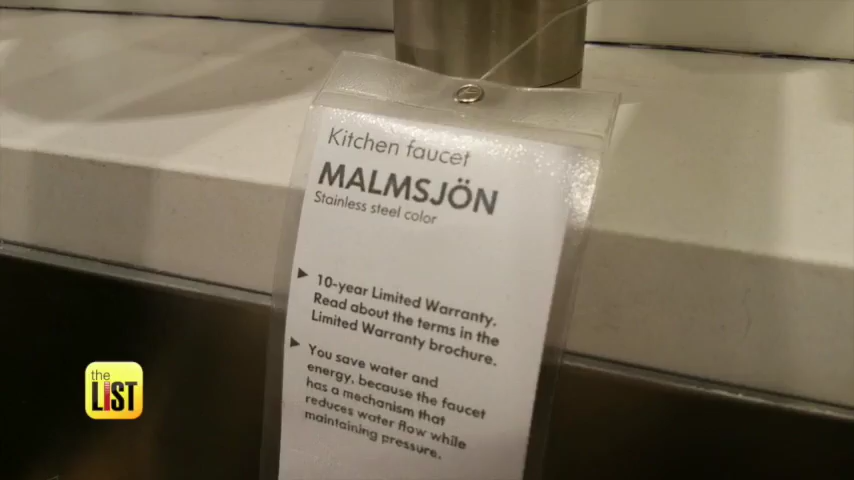 Kitchen faucet
MALMSJÖN
Stainless steel color
10-year Limited Warranty.
Read about the terms in the
Limited Warranty brochure.
You save water and
energy, because the faucet
has a mechanism that
reduces water flow while
maintaining pressure.
the
LIST